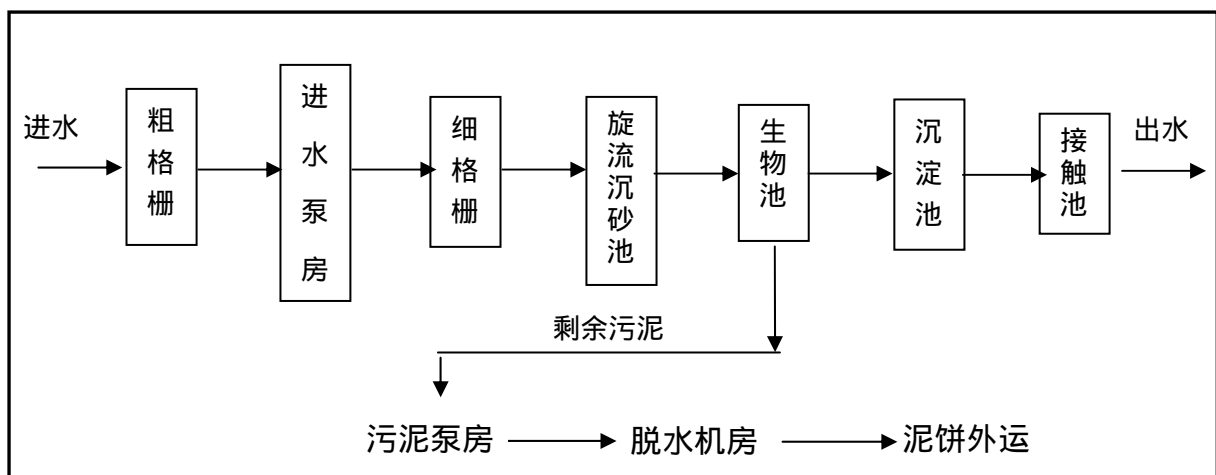 进水
粗格栅
进水泵房
细格栅
旋流沉砂池
生物池
沉淀池
接触池
出水
剩余污泥
污泥泵房
脱水机房
泥饼外运